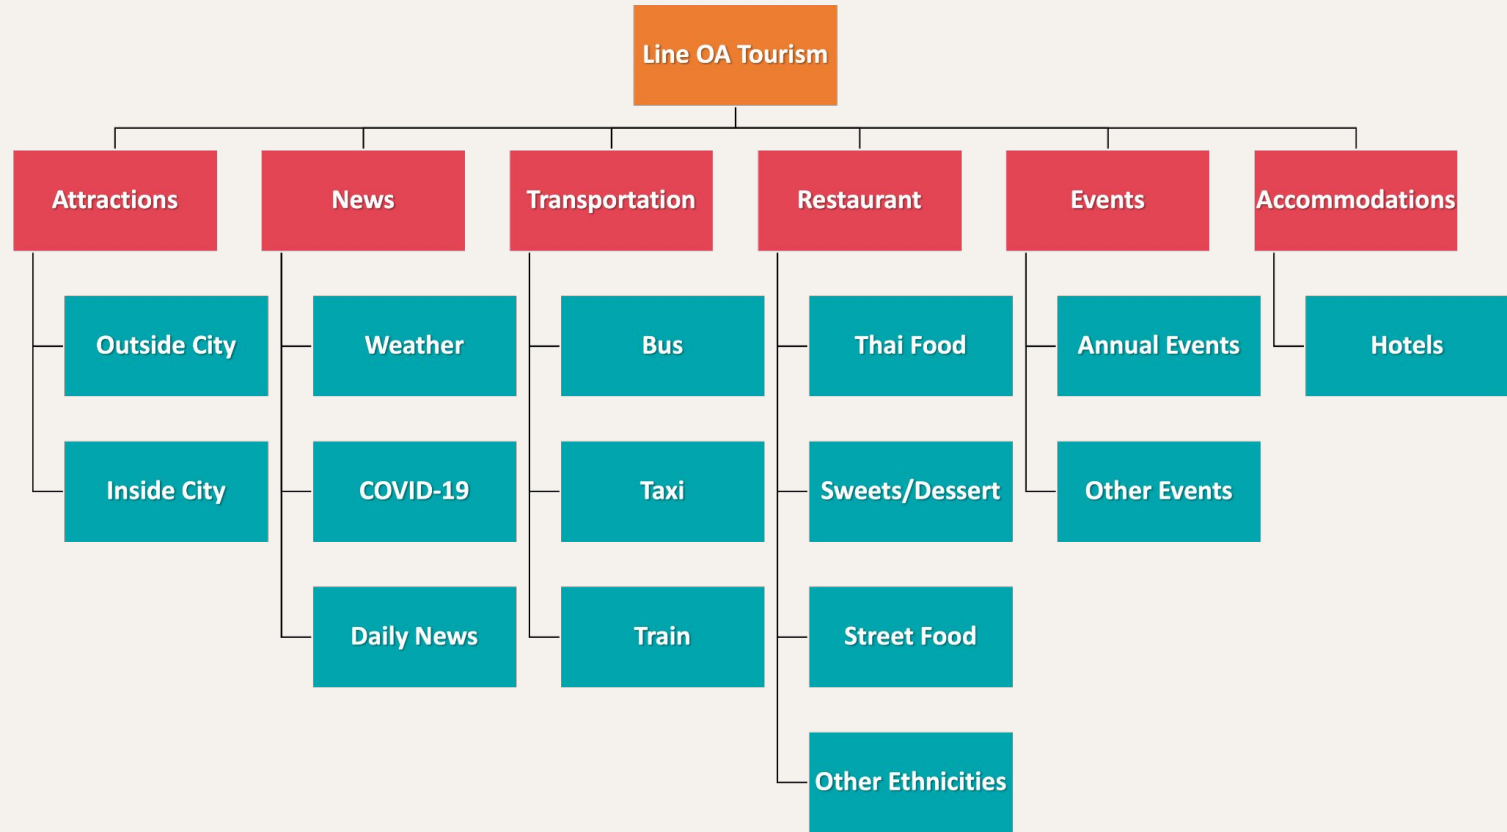 Line OA Tourism
Attractions
News
Transportation
Restaurant
Events
Accommodations
Outside City
Weather
Bus
Thai Food
Annual Events
Hotels
Inside City
COVID-19
Taxi
Sweets/Dessert
Other Events
Daily News
Train
Street Food
Other Ethnicities